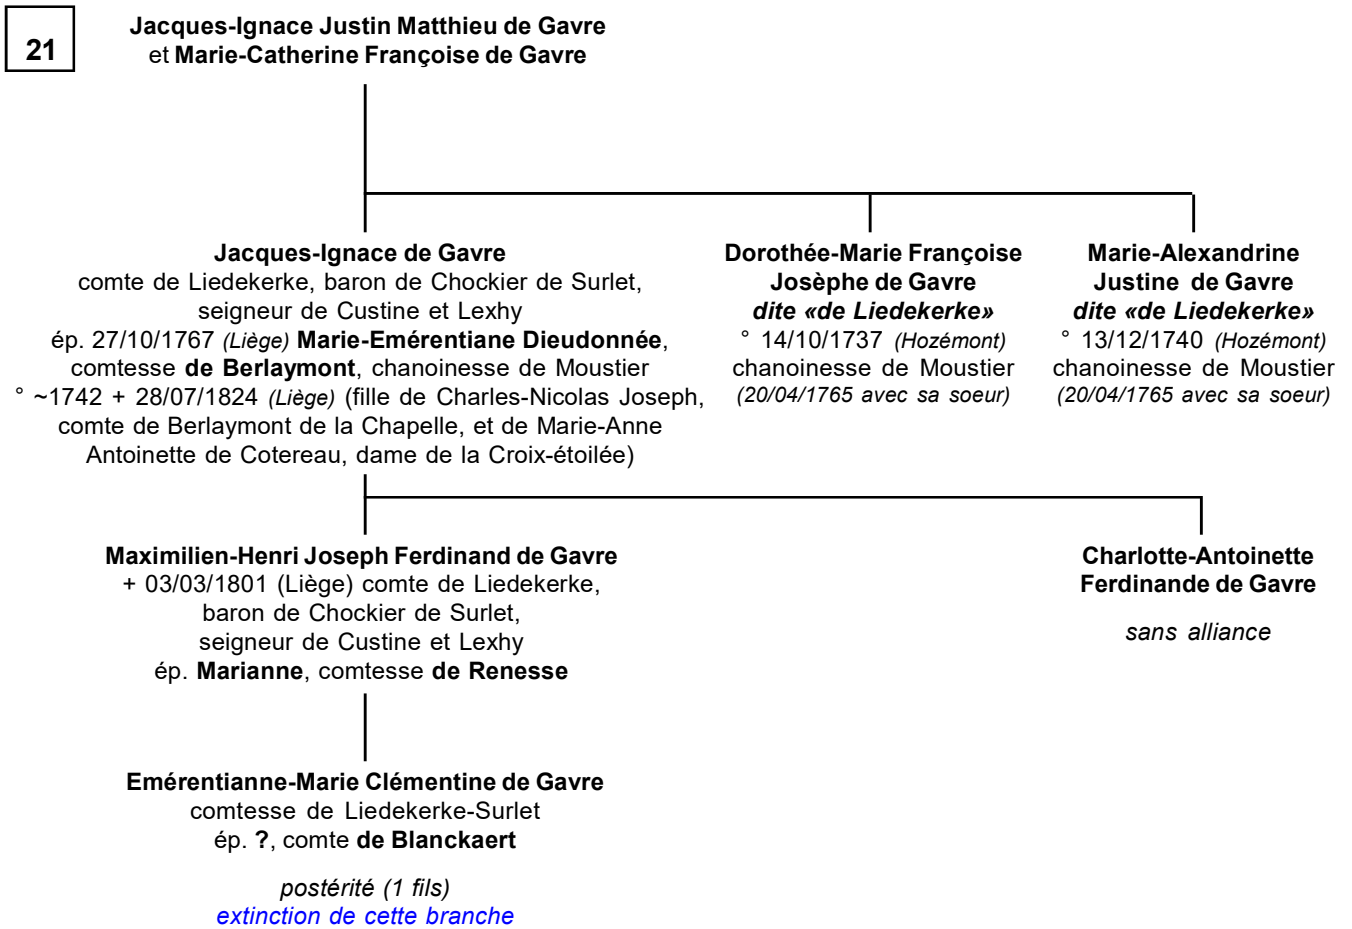 21
Jacques-Ignace Justin Matthieu de Gavre
et Marie-Catherine Françoise de Gavre
Jacques-Ignace de Gavre
comte de Liedekerke, baron de Chockier de Surlet,
seigneur de Custine et Lexhy
ép. 27/10/1767 (Liège) Marie-Emérentiane Dieudonnée,
comtesse de Berlaymont, chanoinesse de Moustier
° ~1742 + 28/07/1824 (Liège) (fille de Charles-Nicolas Joseph,
comte de Berlaymont de la Chapelle, et de Marie-Anne
Antoinette de Cotereau, dame de la Croix-étoilée)
Dorothée-Marie Françoise
Josèphe de Gavre
dite «de Liedekerke»
° 14/10/1737 (Hozémont)
chanoinesse de Moustier
(20/04/1765 avec sa soeur)
Marie-Alexandrine
Justine de Gavre
dite «de Liedekerke»
° 13/12/1740 (Hozémont)
chanoinesse de Moustier
(20/04/1765 avec sa soeur)
Maximilien-Henri Joseph Ferdinand de Gavre
+ 03/03/1801 (Liège) comte de Liedekerke,
baron de Chockier de Surlet,
seigneur de Custine et Lexhy
ép. Marianne, comtesse de Renesse
Charlotte-Antoinette
Ferdinande de Gavre
sans alliance
Emérentianne-Marie Clémentine de Gavre
comtesse de Liedekerke-Surlet
ép. ?, comte de Blanckaert
postérité (1 fils)
extinction de cette branche